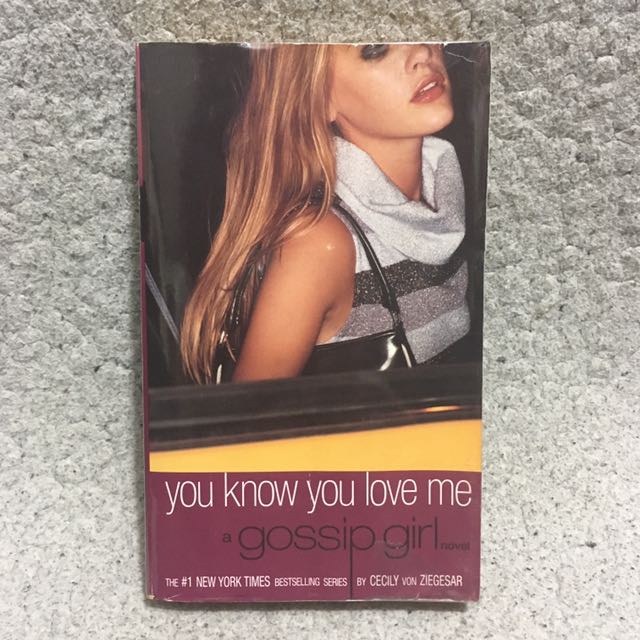 you know you love me
a gossip girl novel
THE #1 NEW YORK TIMES BESTSELLING SERIES BY CECILY VON ZIEGESAR